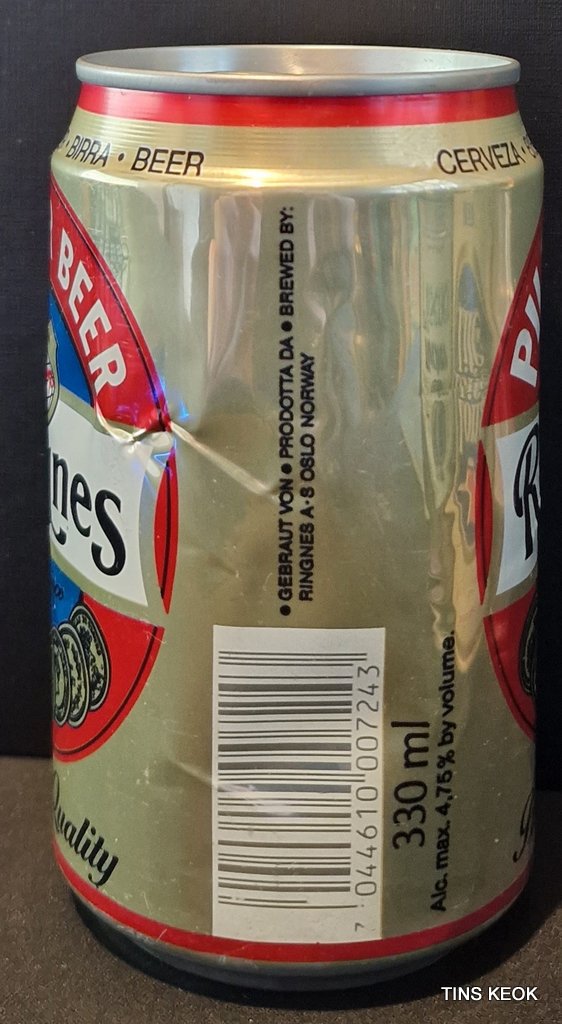 BIRRA • BEER
CERVEZA •
BEER
nes
Quality
• GEBRAUT VON • PRODOTTA DA • BREWED BY:
RINGNES A•S OSLO NORWAY
7 044610 007243
330 ml
Alc. max. 4,75% by volume.
TINS KEOK